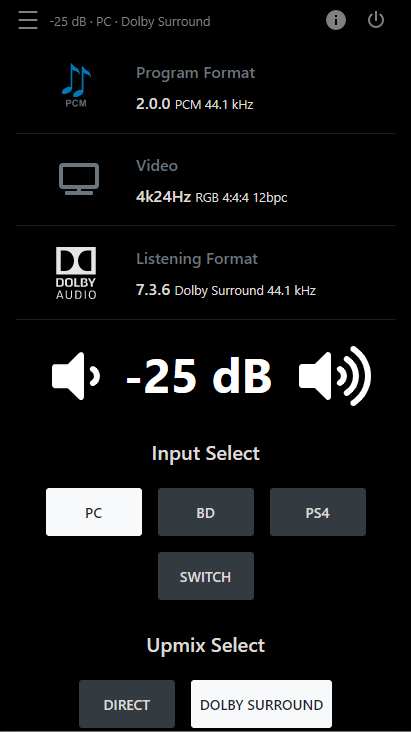 -25 dB · PC · Dolby Surround
Program Format
PCM
2.0.0 PCM 44.1 kHz
Video
4k24Hz RGB 4:4:4 12bpc
Listening Format
DOLBY
AUDIO
7.3.6 Dolby Surround 44.1 kHz
-25 dB
Input Select
PC BD PS4
SWITCH
Upmix Select
DIRECT DOLBY SURROUND